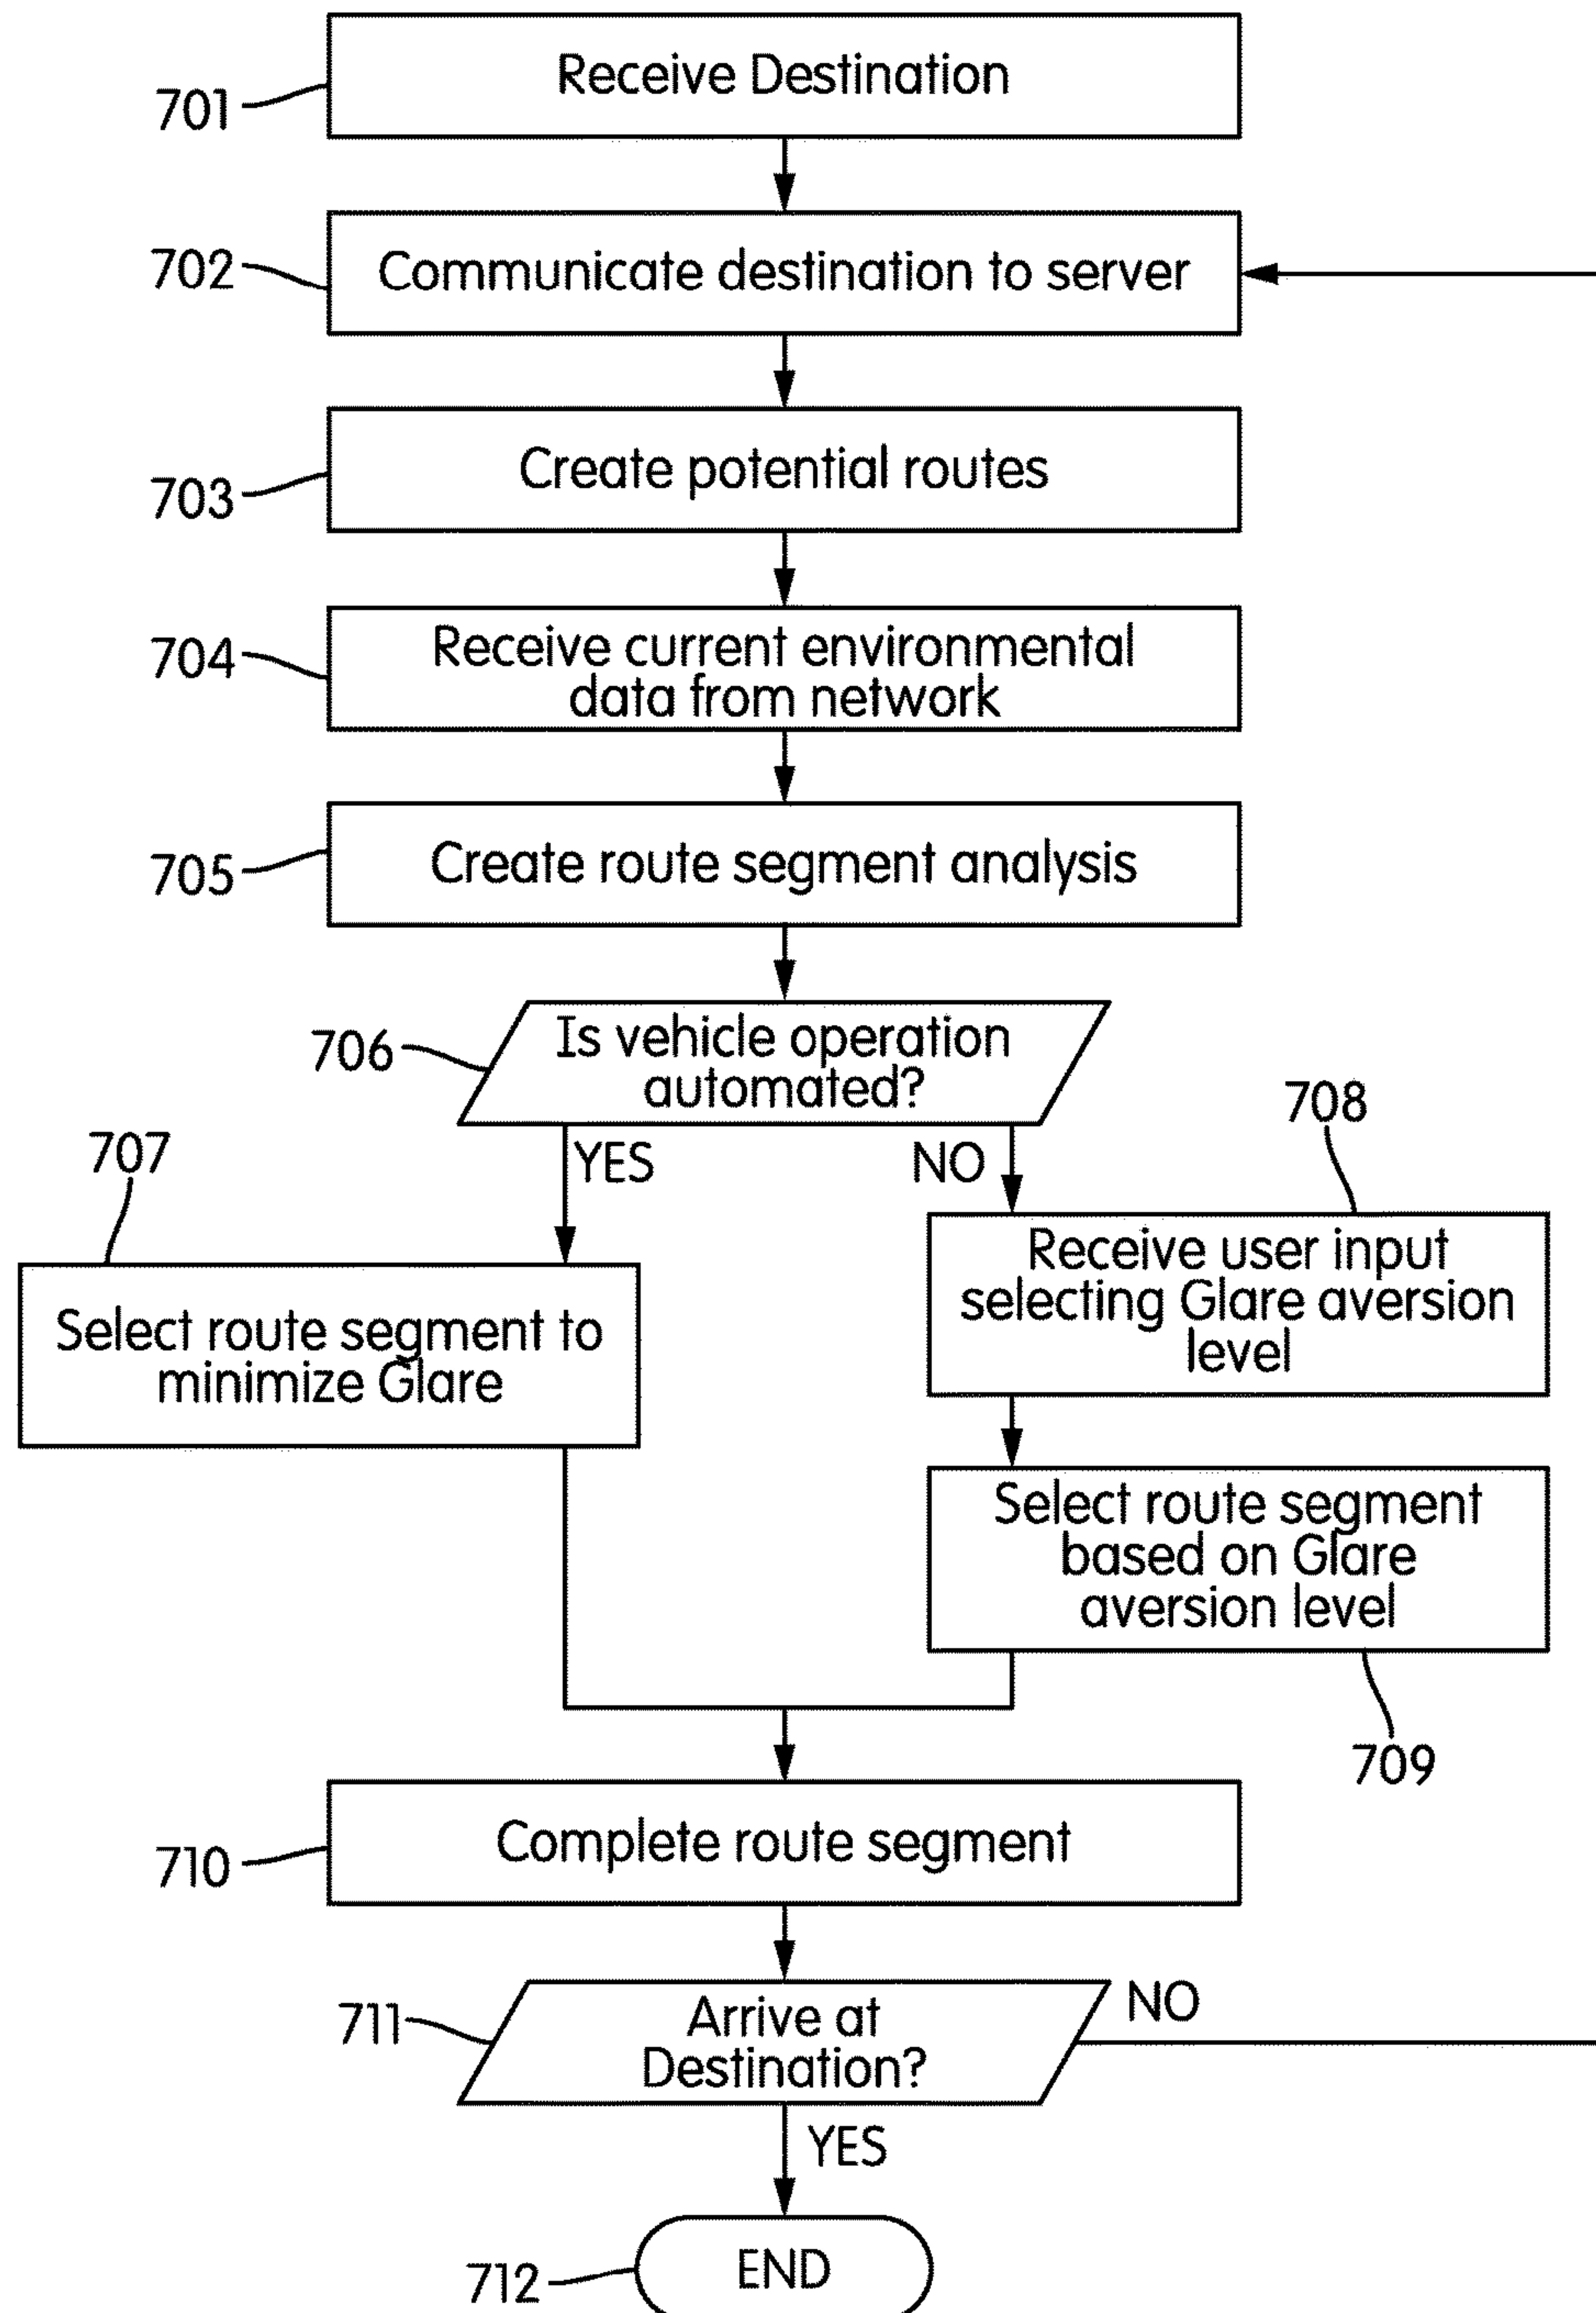 Receive Destination
701
Communicate destination to server
702
Create potential routes
703
Receive current environmental
data from network
704
Create route segment analysis
705
Is vehicle operation
automated?
706
YES
NO
707
708
Select route segment to
minimize Glare
Receive user input
selecting Glare aversion
level
Select route segment
based on Glare
aversion level
709
Complete route segment
710
Arrive at
Destination?
711
NO
YES
END
712